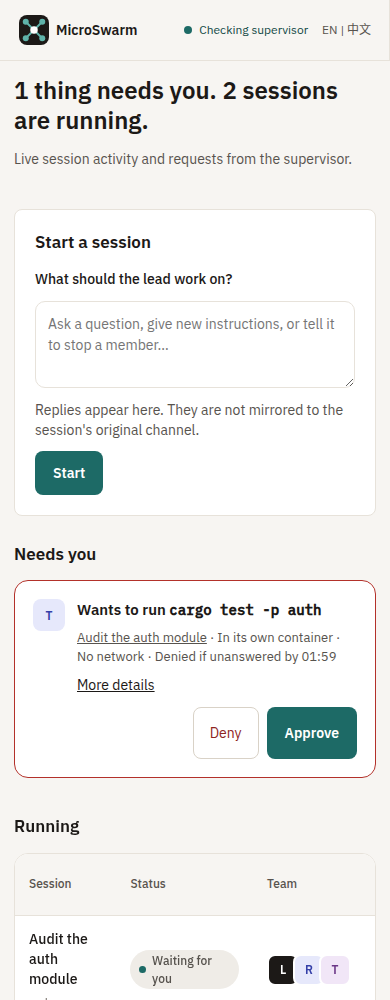 MicroSwarm
Checking supervisor
EN | 中文
1 thing needs you. 2 sessions
are running.
Live session activity and requests from the supervisor.
Start a session
What should the lead work on?
Ask a question, give new instructions, or tell it
to stop a member...
Replies appear here. They are not mirrored to the
session's original channel.
Start
Needs you
T
Wants to run cargo test -p auth
Audit the auth module · In its own container ·
No network · Denied if unanswered by 01:59
More details
Deny
Approve
Running
Session
Status
Team
Audit the
auth
module
Waiting for
you
L
R
T